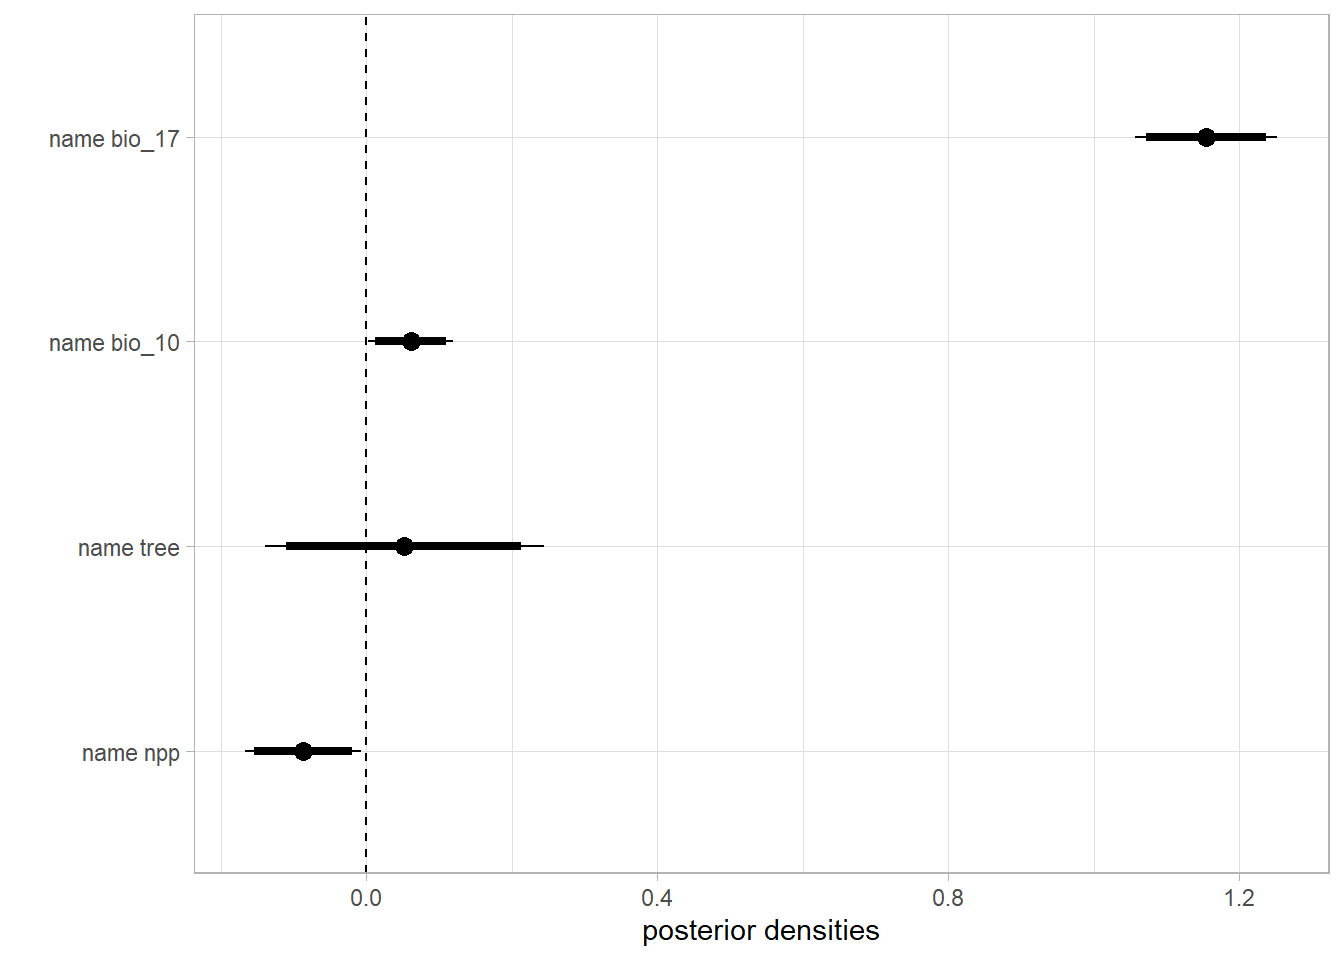 name bio_17
name bio_10
name tree
name npp
0.0 0.4 0.8 1.2
posterior densities